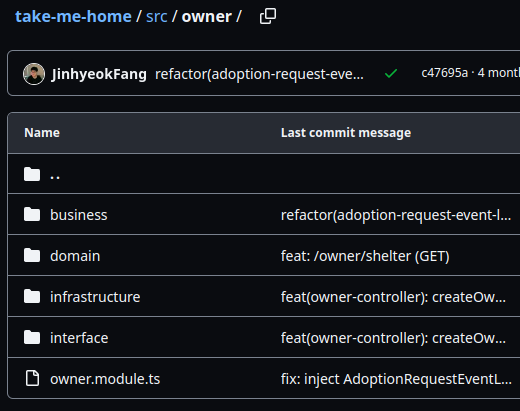 take-me-home / src / owner /
JinhyeokFang refactor(adoption-request-eve... c47695a · 4 mont
Name Last commit message
..
business refactor(adoption-request-event-l...
domain feat: /owner/shelter (GET)
infrastructure feat(owner-controller): createOw...
interface feat(owner-controller): createOw...
owner.module.ts fix: inject AdoptionRequestEventL...